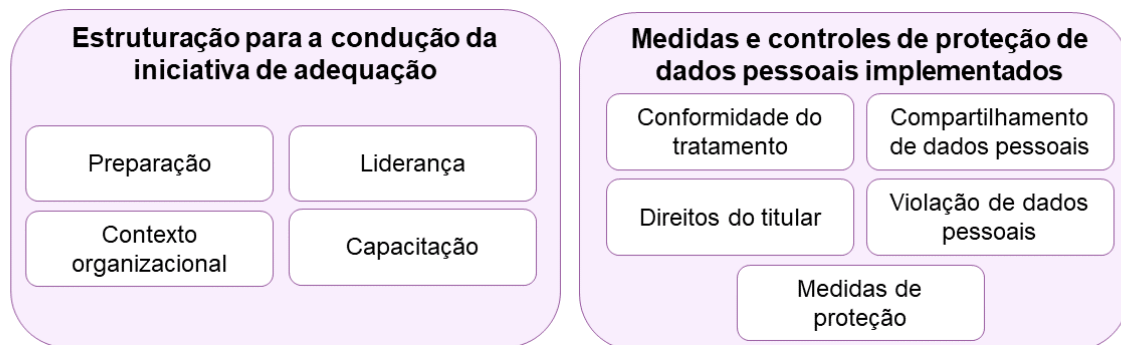 Estruturação para a condução da
iniciativa de adequação
Preparação
Liderança
Contexto
organizacional
Capacitação
Medidas e controles de proteção de
dados pessoais implementados
Conformidade do
tratamento
Compartilhamento
de dados pessoais
Direitos do titular
Violação de dados
pessoais
Medidas de
proteção